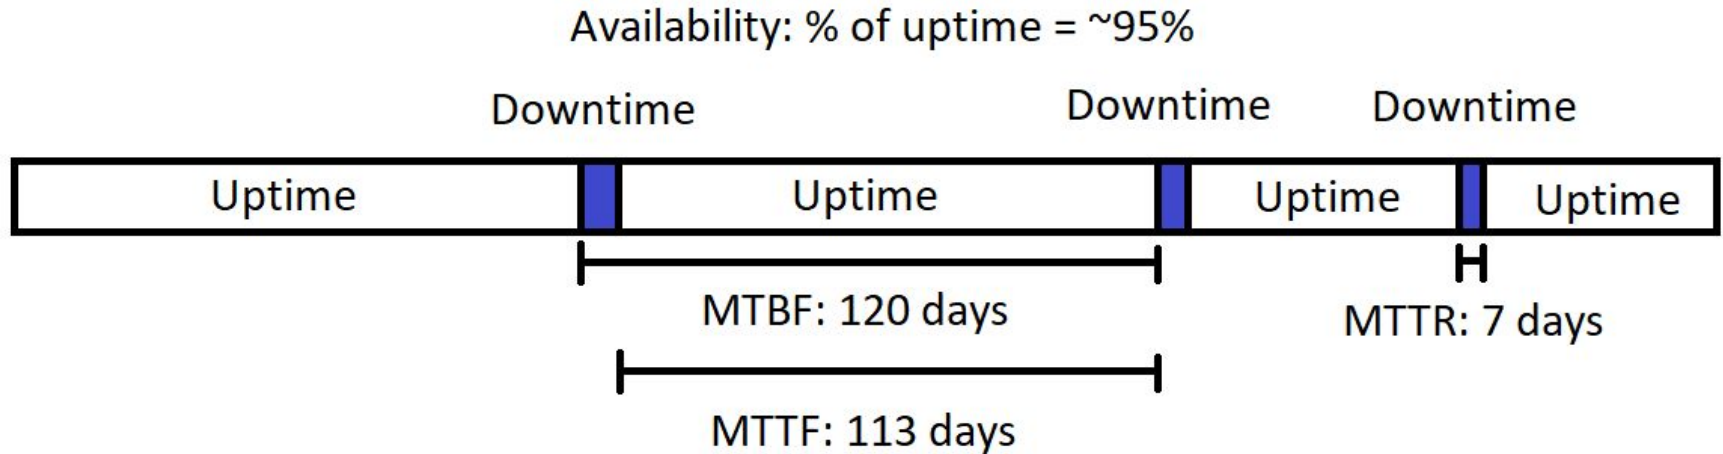 Availability: % of uptime = ~95%
Downtime
Downtime
Downtime
Uptime
Uptime
Uptime
Uptime
MTBF: 120 days
MTTR: 7 days
MTTF: 113 days